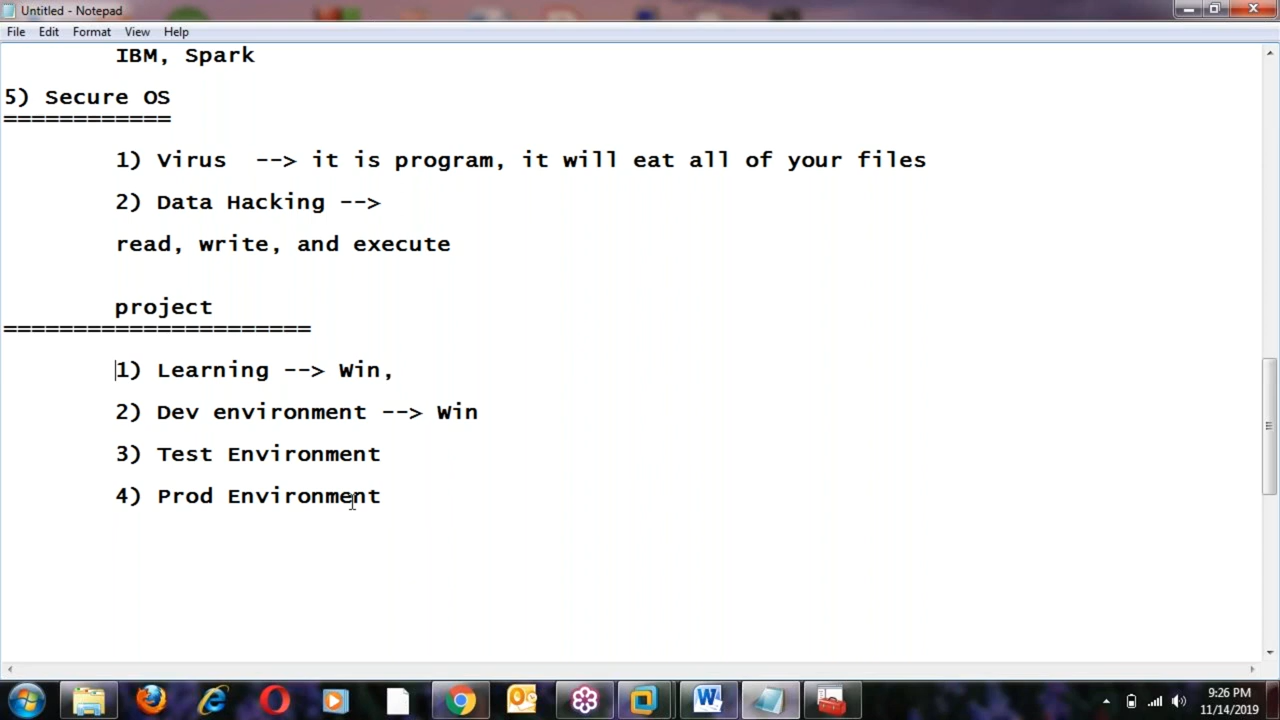 Untitled - Notepad
File Edit Format View Help
IBM, Spark
5) Secure OS
============
1) Virus --> it is program, it will eat all of your files
2) Data Hacking -->
read, write, and execute
project
======================
1) Learning --> Win,
2) Dev environment --> Win
3) Test Environment
4) Prod Environment
9:26 PM
11/14/2019